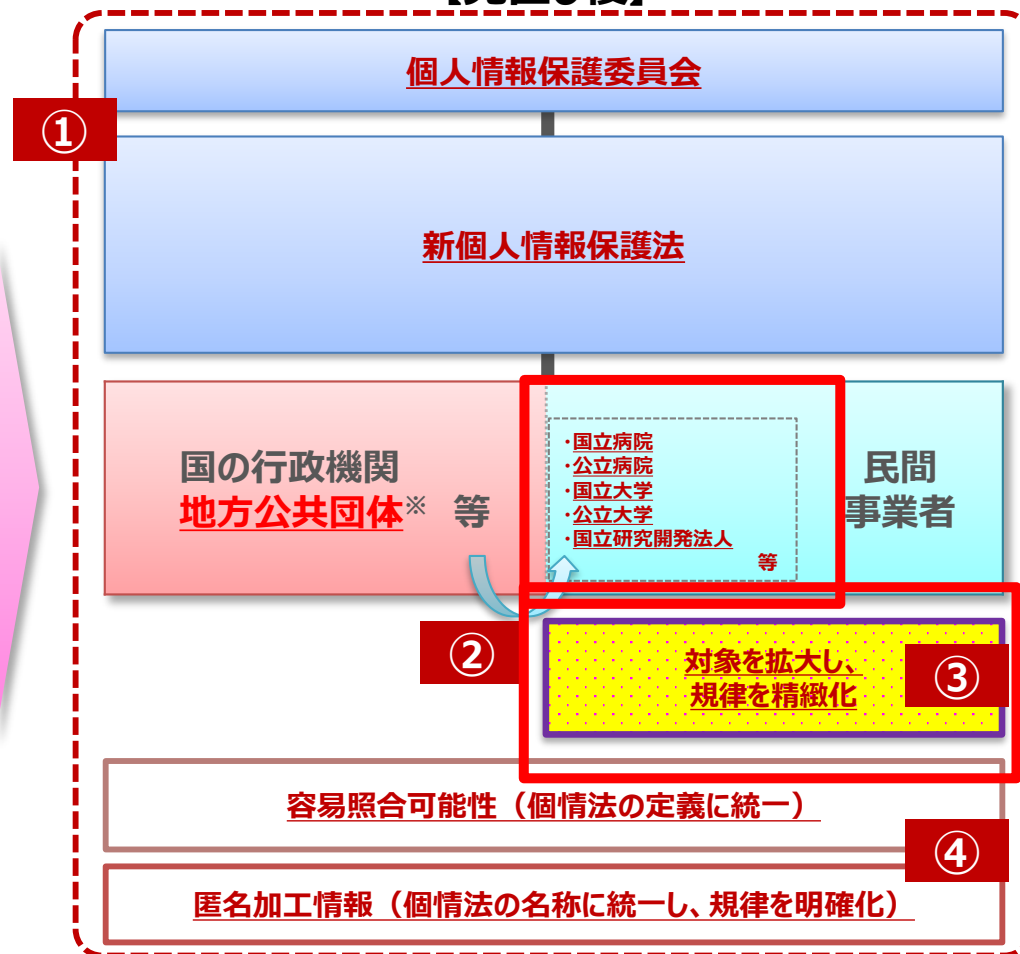 【見直し後】
個人情報保護委員会
①
新個人情報保護法
国の行政機関
地方公共団体※ 等
・国立病院
・公立病院
・国立大学
・公立大学
・国立研究開発法人
等
民間
事業者
②
対象を拡大し、
規律を精緻化
③
容易照合可能性（個情法の定義に統一）
④
匿名加工情報（個情法の名称に統一し、規律を明確化）